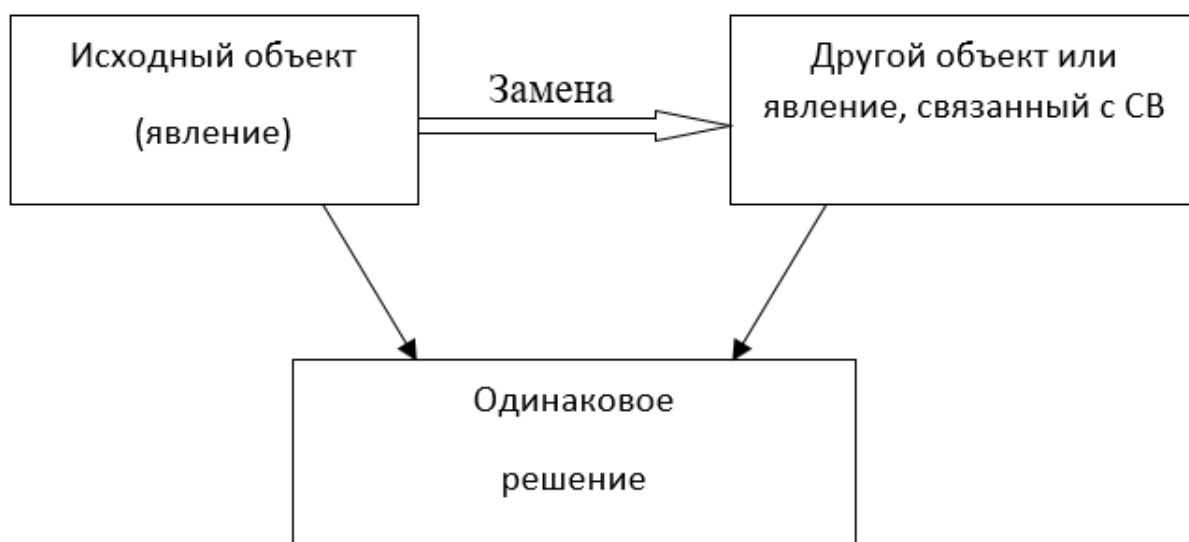 Исходный объект
(явление)
Замена
Другой объект или
явление, связанный с СВ
Одинаковое
решение